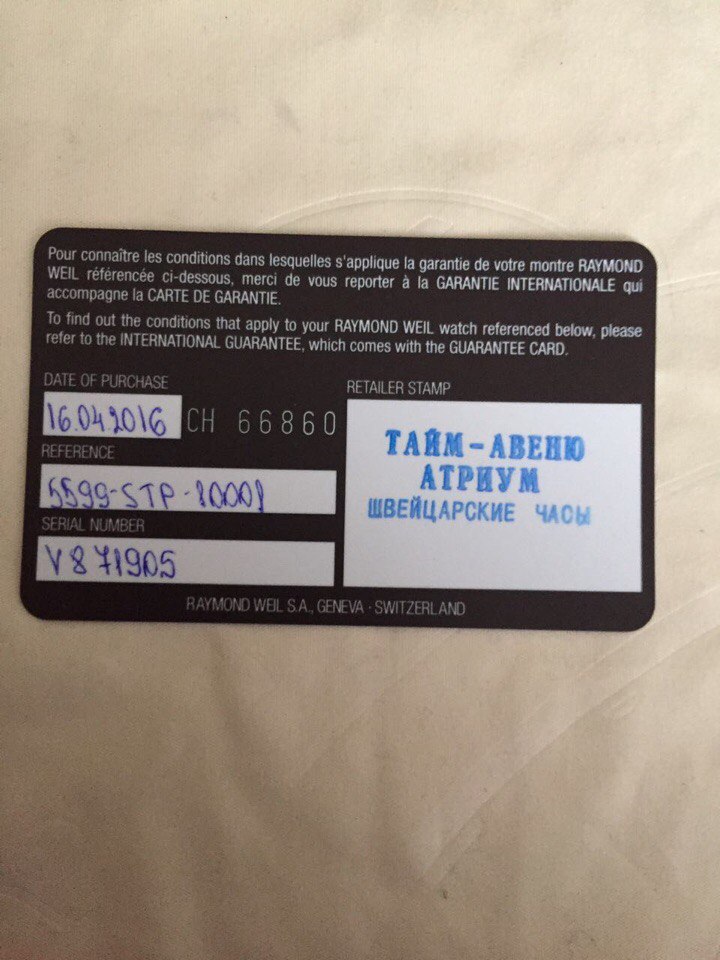 Pour connaître les conditions dans lesquelles s'applique la garantie de votre montre RAYMOND
WEIL référencée ci-dessous, merci de vous reporter à la GARANTIE INTERNATIONALE qui
accompagne la CARTE DE GARANTIE.
To find out the conditions that apply to your RAYMOND WEIL watch referenced below, please
refer to the INTERNATIONAL GUARANTEE, which comes with the GUARANTEE CARD.
DATE OF PURCHASE
16.04.2016 CH 66860
REFERENCE
5599-STP-20001
SERIAL NUMBER
V871905
RETAILER STAMP
ТАЙМ-АВЕНЮ
АТРИУМ
ШВЕЙЦАРСКИЕ ЧАСЫ
RAYMOND WEIL S.A., GENEVA - SWITZERLAND